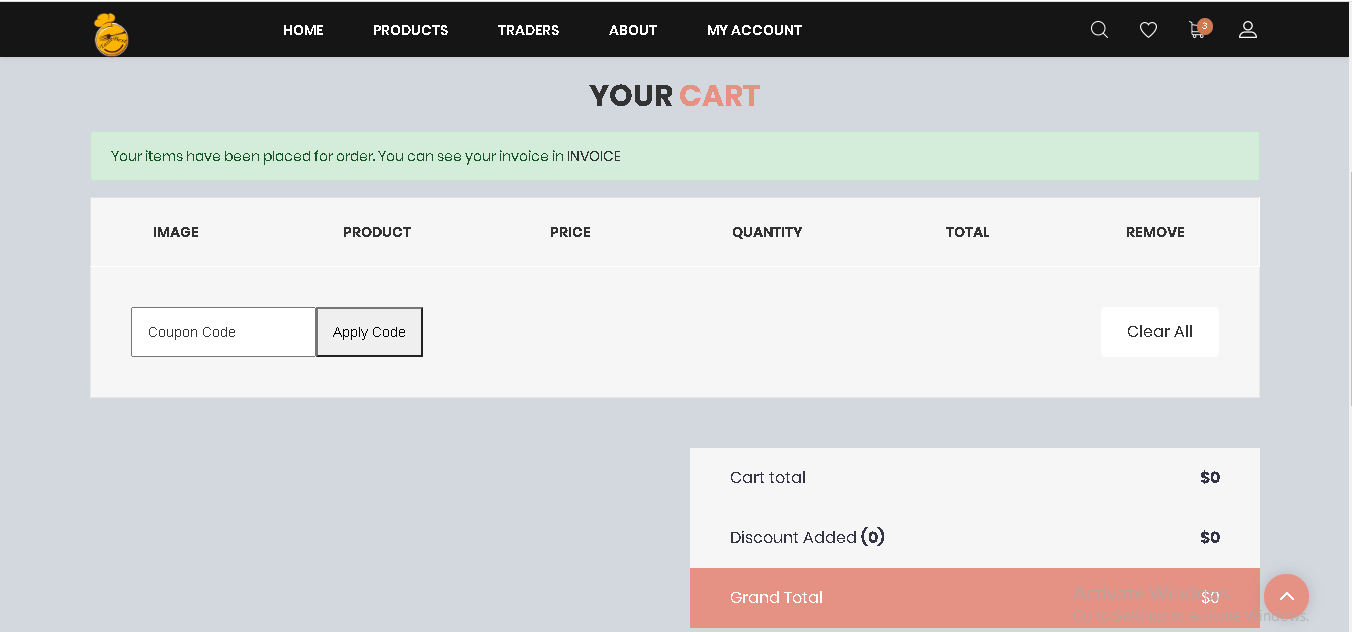 HOME PRODUCTS TRADERS ABOUT MY ACCOUNT 3
YOUR CART
Your items have been placed for order. You can see your invoice in INVOICE
IMAGE PRODUCT PRICE QUANTITY TOTAL REMOVE
Coupon Code Apply Code Clear All
Cart total $0
Discount Added (0) $0
Grand Total $0
Activate Windows
Go to Settings to activate Windows.